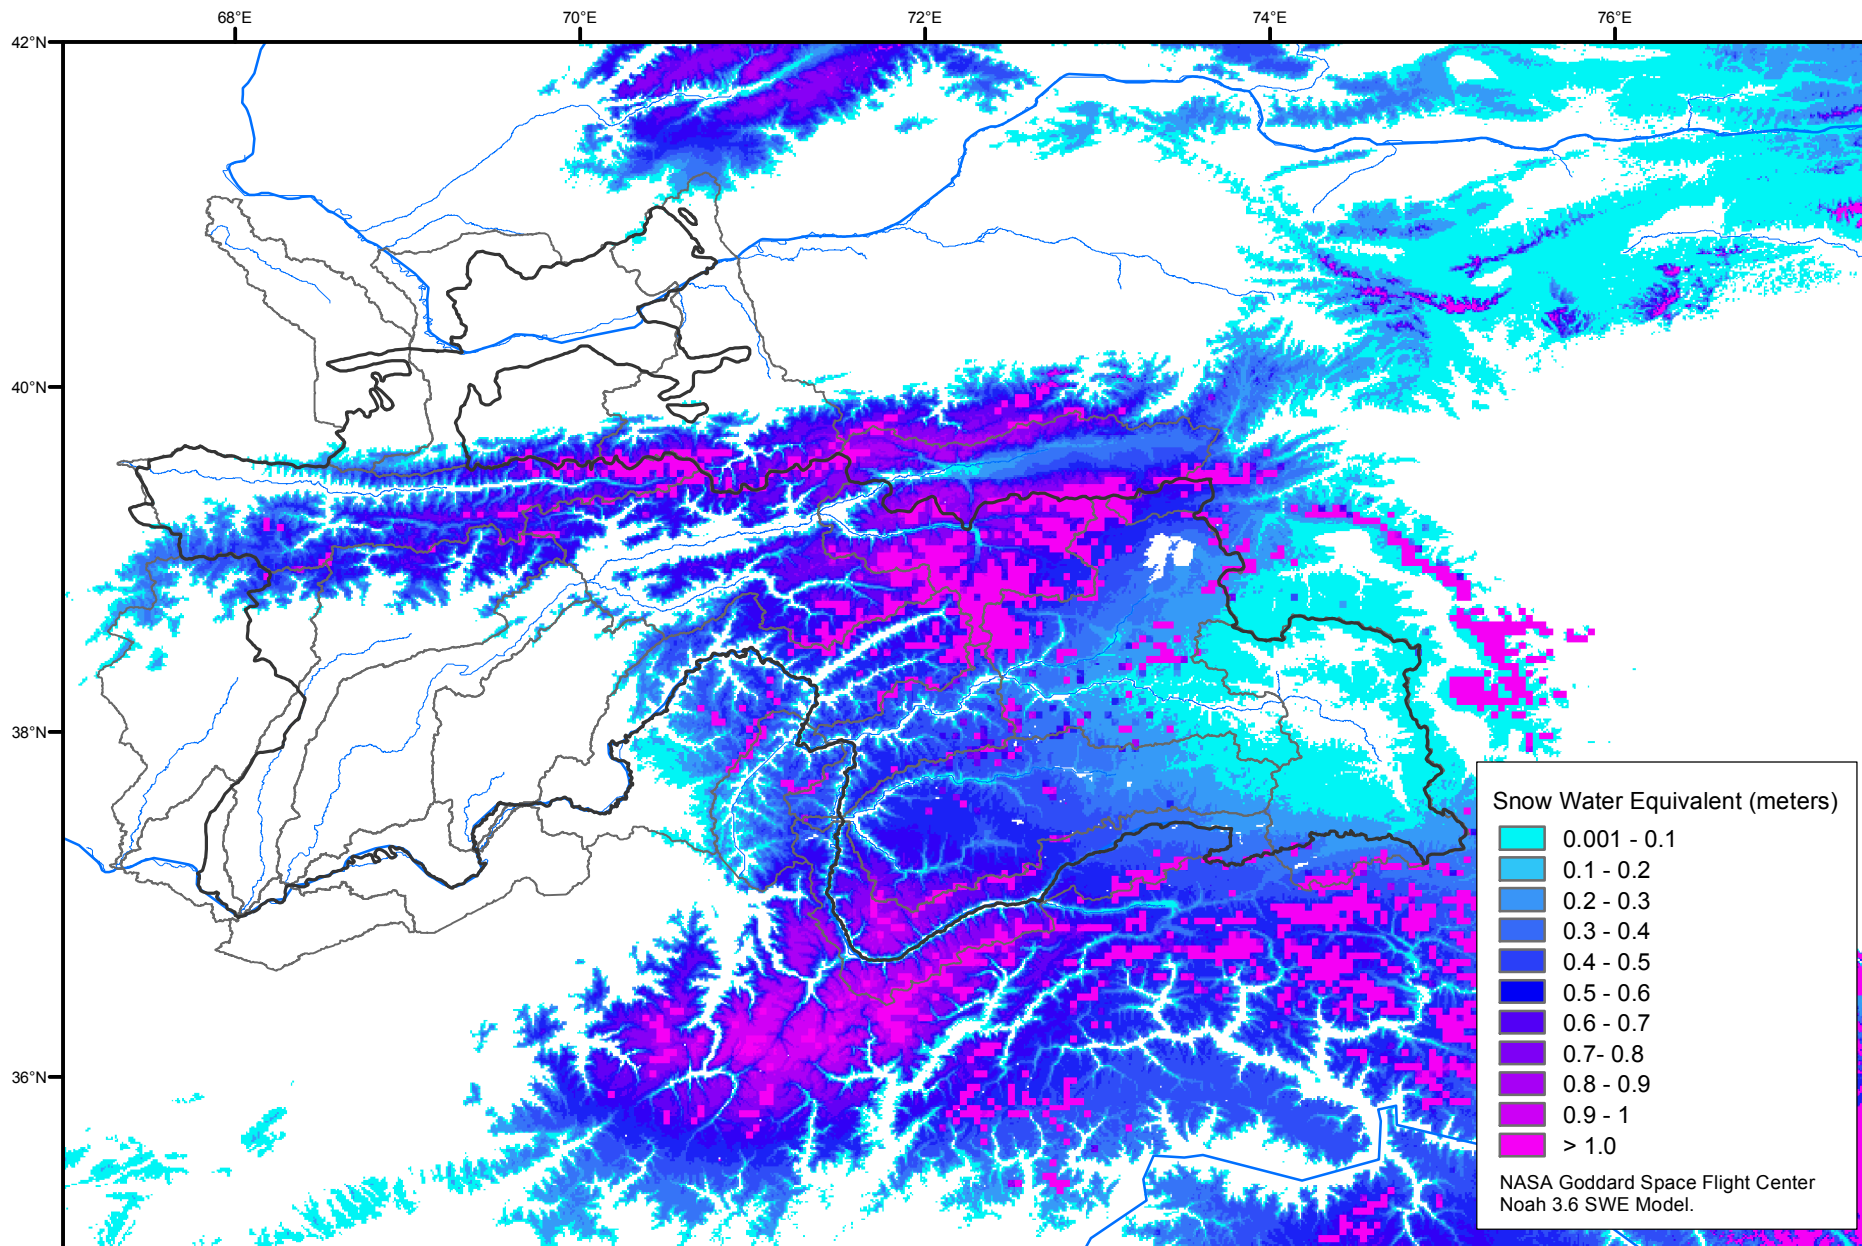 68°E 70°E 72°E 74°E 76°E
42°N
40°N
38°N
36°N
Snow Water Equivalent (meters)
0.001 - 0.1
0.1 - 0.2
0.2 - 0.3
0.3 - 0.4
0.4 - 0.5
0.5 - 0.6
0.6 - 0.7
0.7- 0.8
0.8 - 0.9
0.9 - 1
> 1.0
NASA Goddard Space Flight Center
Noah 3.6 SWE Model.